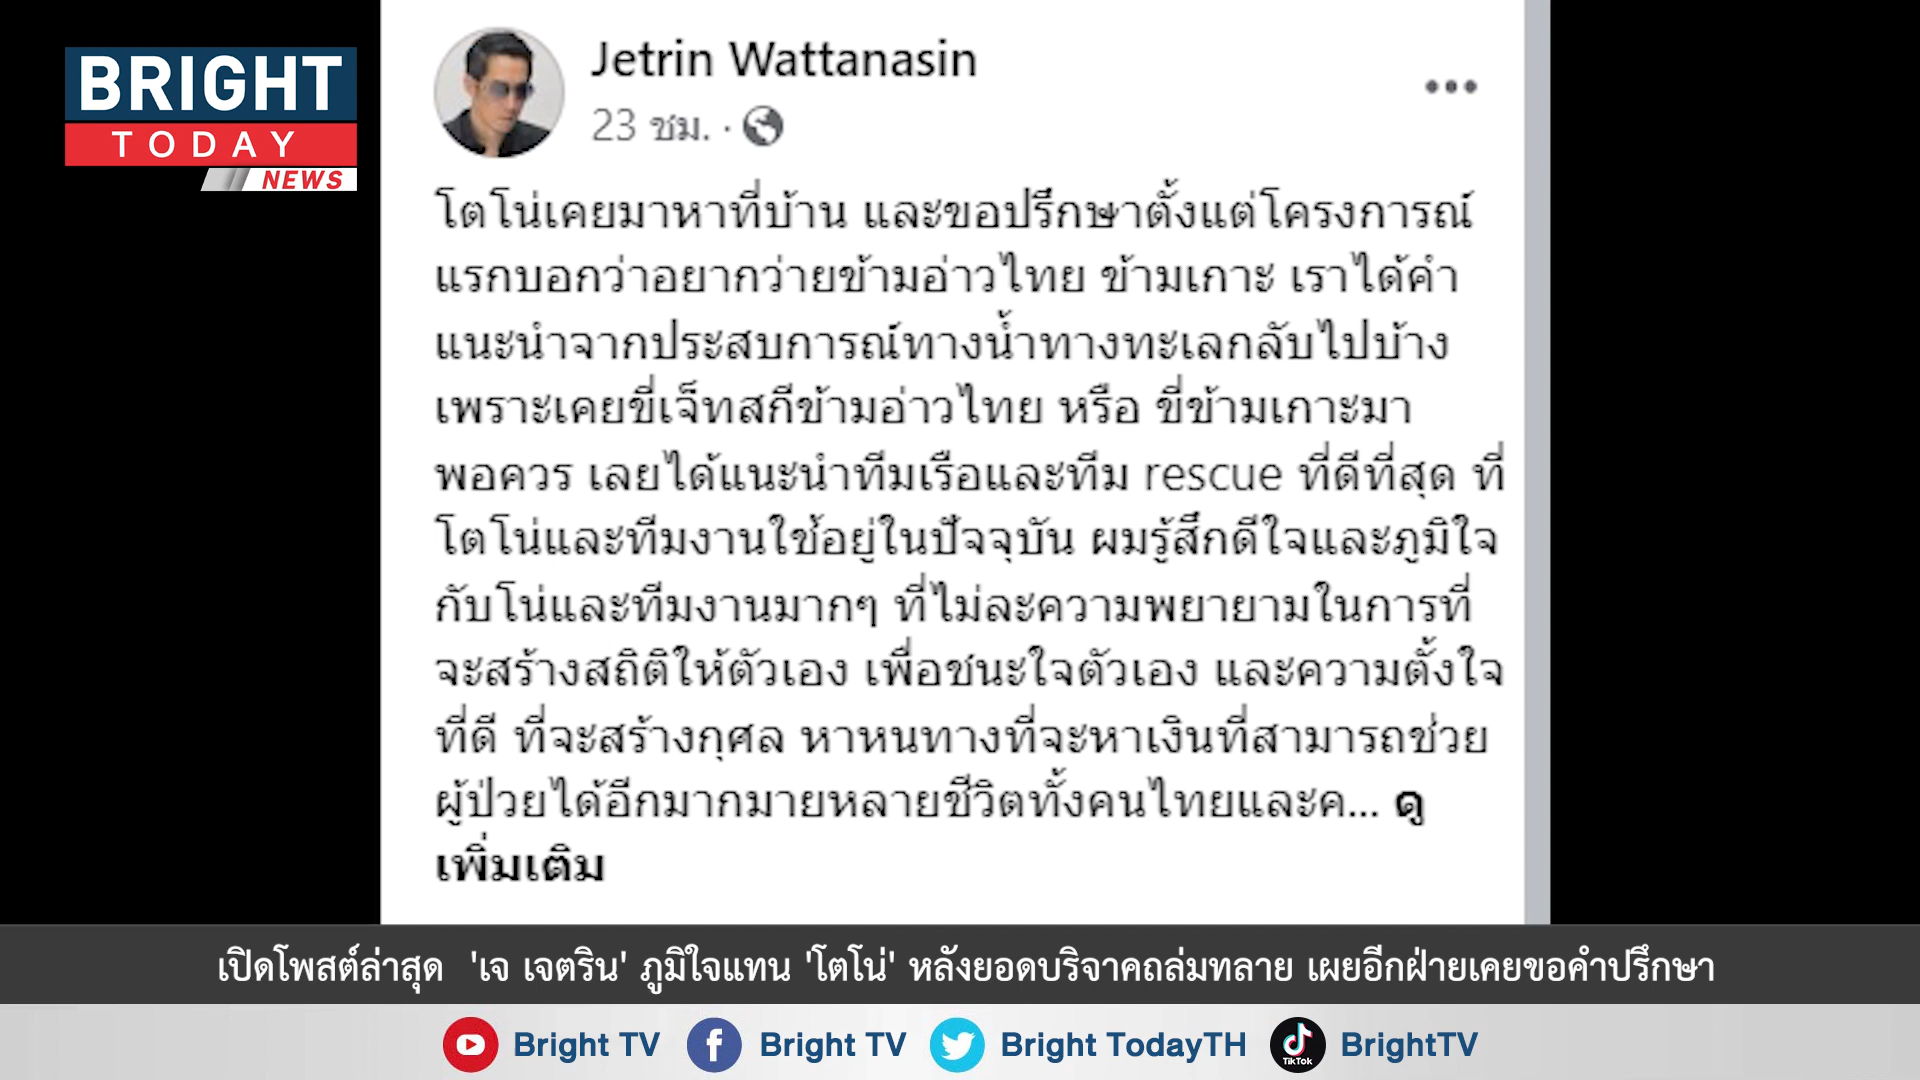 BRIGHT
TODAY
NEWS
Jetrin Wattanasin
23 ชม. ·
โตโน่เคยมาหาที่บ้าน และขอปรึกษาตั้งแต่โครงการณ์
แรกบอกว่าอยากว่ายข้ามอ่าวไทย ข้ามเกาะ เราได้คำ
แนะนำจากประสบการณ์ทางน้ำทางทะเลกลับไปบ้าง
เพราะเคยขี่เจ็ทสกีข้ามอ่าวไทย หรือ ขี่ข้ามเกาะมา
พอควร เลยได้แนะนำทีมเรือและทีม rescue ที่ดีที่สุด ที่
โตโน่และทีมงานใช้อยู่ในปัจจุบัน ผมรู้สึกดีใจและภูมิใจ
กับโน่และทีมงานมากๆ ที่ไม่ละความพยายามในการที่
จะสร้างสถิติให้ตัวเอง เพื่อชนะใจตัวเอง และความตั้งใจ
ที่ดี ที่จะสร้างกุศล หาหนทางที่จะหาเงินที่สามารถช่วย
ผู้ป่วยได้อีกมากมายหลายชีวิตทั้งคนไทยและค... ดู
เพิ่มเติม
เปิดโพสต์ล่าสุด 'เจ เจตริน' ภูมิใจแทน 'โตโน่' หลังยอดบริจาคถล่มทลาย เผยอีกฝ่ายเคยขอคำปรึกษา
Bright TV Bright TV Bright TodayTH TikTok BrightTV